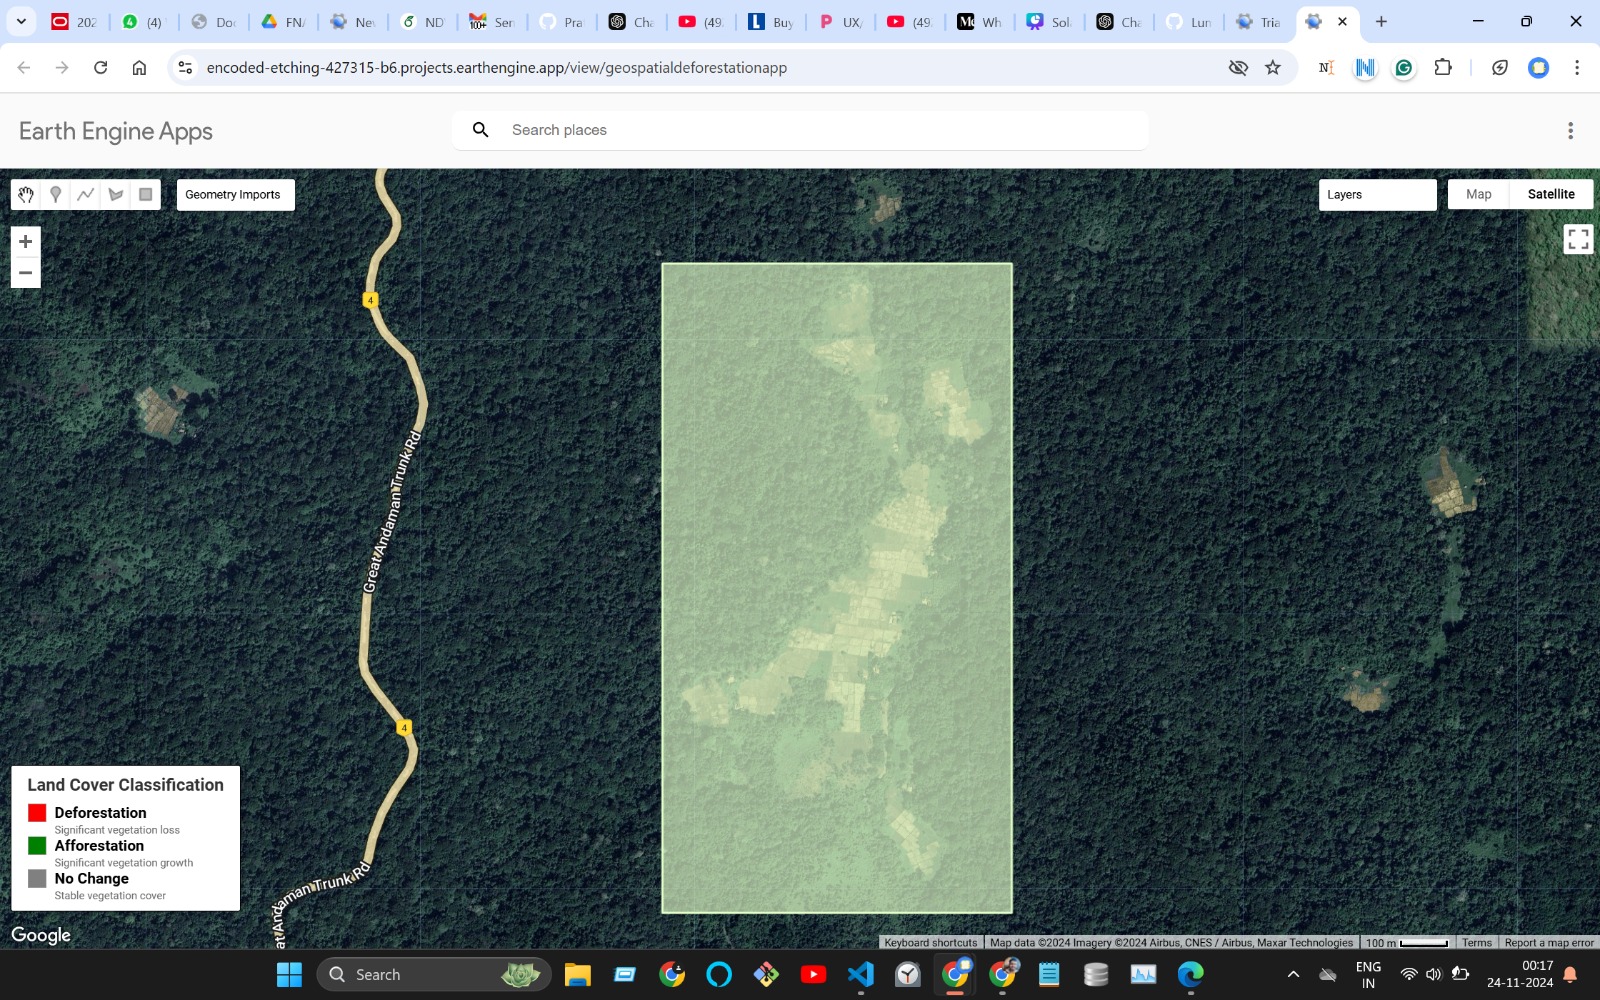 202
(4)
Doc
FN
Ne
ND
100+
Sen
Pra
Cha
(49
Buy
UX/
(49
Wh
Sol
Cha
Lun
Tria
encoded-etching-427315-b6.projects.earthengine.app/view/geospatialdeforestationapp
Earth Engine Apps
Search places
Geometry Imports
Layers
Map
Satellite
+
−
4
Great Andaman Trunk Rd
4
Land Cover Classification
Deforestation
Significant vegetation loss
Afforestation
Significant vegetation growth
No Change
Stable vegetation cover
at Andaman Trunk Rd
Google
Keyboard shortcuts
Map data ©2024 Imagery ©2024 Airbus, CNES / Airbus, Maxar Technologies
100 m
Terms
Report a map error
Search
ENG
IN
00:17
24-11-2024